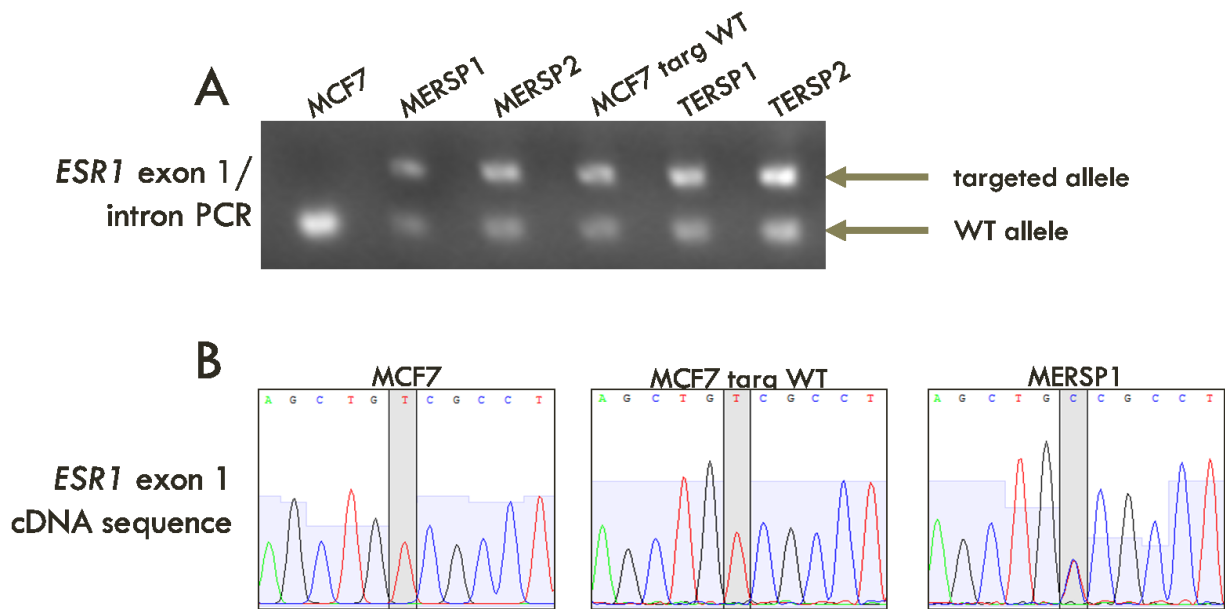 A
MCF7
MERSP1
MERSP2
MCF7 targ WT
TERSP1
TERSP2
ESR1 exon 1/
intron PCR
targeted allele
WT allele
B
MCF7
MCF7 targ WT
MERSP1
ESR1 exon 1
cDNA sequence
A G C T G T C G C C T
A G C T G T C G C C T
A G C T G C C G C C T